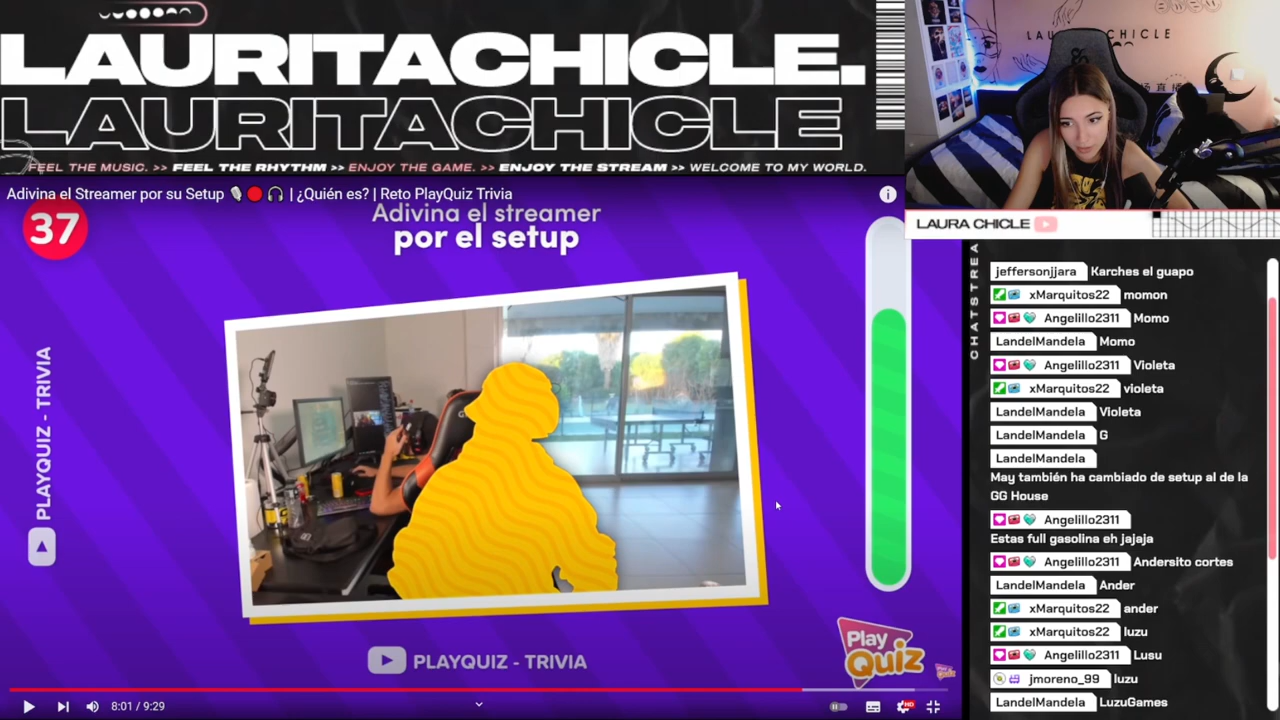 LAURITACHICLE.
LAURITACHICLE
FEEL THE MUSIC. >> FEEL THE RHYTHM >> ENJOY THE GAME. >> ENJOY THE STREAM >> WELCOME TO MY WORLD.
Adivina el Streamer por su Setup 🎙️🔴🎧 | ¿Quién es? | Reto PlayQuiz Trivia
37
Adivina el streamer
por el setup
PLAYQUIZ - TRIVIA
PLAYQUIZ - TRIVIA
Play
Quiz
8:01 / 9:29
HD
LAURA CHICLE
CHATSTREA
jeffersonjjara Karches el guapo
xMarquitos22 momon
Angelillo2311 Momo
LandelMandela Momo
Angelillo2311 Violeta
xMarquitos22 violeta
LandelMandela Violeta
LandelMandela G
LandelMandela
May también ha cambiado de setup al de la
GG House
Angelillo2311
Estas full gasolina eh jajaja
Angelillo2311 Andersito cortes
LandelMandela Ander
xMarquitos22 ander
xMarquitos22 luzu
Angelillo2311 Lusu
jmoreno_99 luzu
LandelMandela LuzuGames